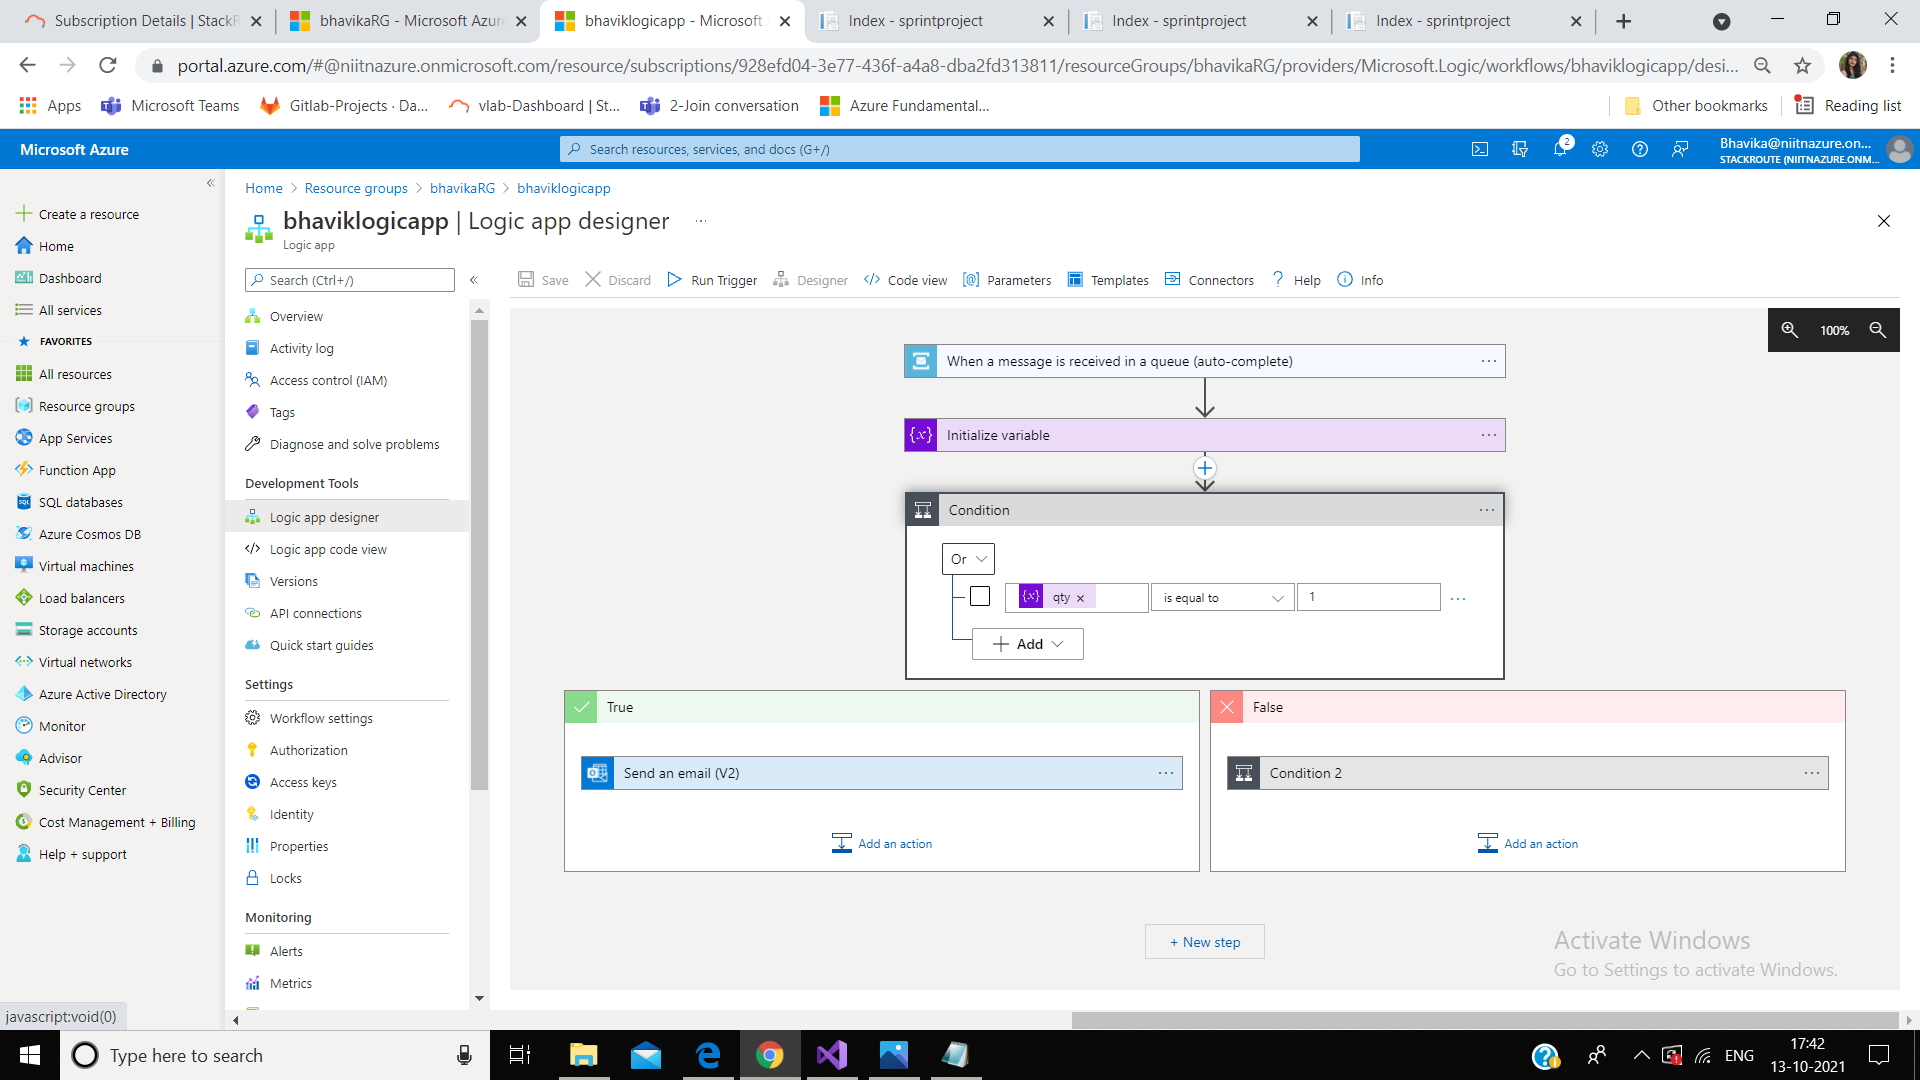 Subscription Details | StackR
bhavikaRG - Microsoft Azure
bhaviklogicapp - Microsoft
Index - sprintproject
Index - sprintproject
Index - sprintproject
portal.azure.com/#@niitnazure.onmicrosoft.com/resource/subscriptions/928efd04-3e77-436f-a4a8-dba2fd313811/resourceGroups/bhavikaRG/providers/Microsoft.Logic/workflows/bhaviklogicapp/desi...
Apps
Microsoft Teams
Gitlab-Projects · Da...
vlab-Dashboard | St...
2-Join conversation
Azure Fundamental...
Other bookmarks
Reading list
Microsoft Azure
Search resources, services, and docs (G+/)
2
Bhavika@niitnazure.on...
STACKROUTE (NIITNAZURE.ONM...
Create a resource
Home
Dashboard
All services
FAVORITES
All resources
Resource groups
App Services
Function App
SQL databases
Azure Cosmos DB
Virtual machines
Load balancers
Storage accounts
Virtual networks
Azure Active Directory
Monitor
Advisor
Security Center
Cost Management + Billing
Help + support
javascript:void(0)
Home > Resource groups > bhavikaRG > bhaviklogicapp
bhaviklogicapp | Logic app designer ...
Logic app
Search (Ctrl+/)
Overview
Activity log
Access control (IAM)
Tags
Diagnose and solve problems
Development Tools
Logic app designer
Logic app code view
Versions
API connections
Quick start guides
Settings
Workflow settings
Authorization
Access keys
Identity
Properties
Locks
Monitoring
Alerts
Metrics
Save
Discard
Run Trigger
Designer
Code view
Parameters
Templates
Connectors
Help
Info
100%
When a message is received in a queue (auto-complete)
{x} Initialize variable
Condition
Or
{x} qty × is equal to 1
+ Add
True
Send an email (V2)
Add an action
False
Condition 2
Add an action
+ New step
Activate Windows
Go to Settings to activate Windows.
Type here to search
ENG
17:42
13-10-2021